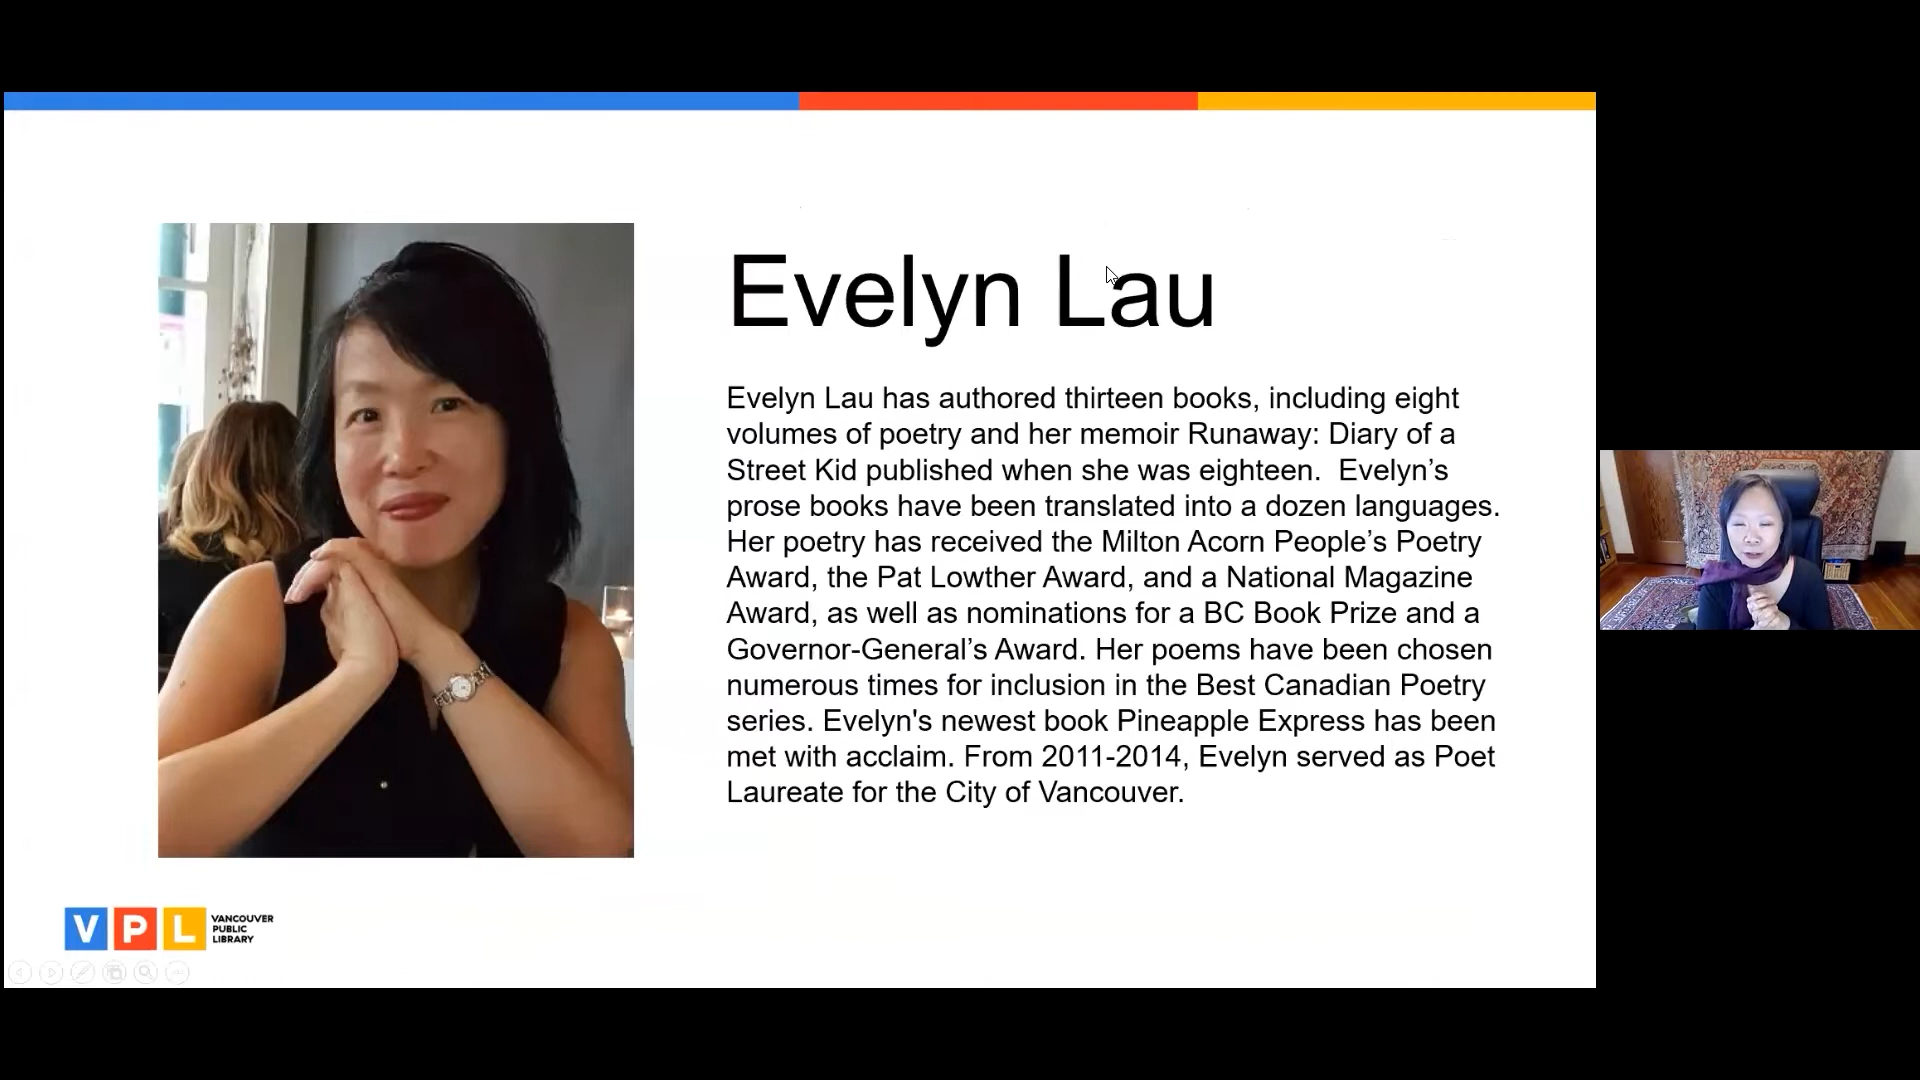 Evelyn Lau
Evelyn Lau has authored thirteen books, including eight
volumes of poetry and her memoir Runaway: Diary of a
Street Kid published when she was eighteen.  Evelyn’s
prose books have been translated into a dozen languages.
Her poetry has received the Milton Acorn People’s Poetry
Award, the Pat Lowther Award, and a National Magazine
Award, as well as nominations for a BC Book Prize and a
Governor-General’s Award. Her poems have been chosen
numerous times for inclusion in the Best Canadian Poetry
series. Evelyn's newest book Pineapple Express has been
met with acclaim. From 2011-2014, Evelyn served as Poet
Laureate for the City of Vancouver.
VPL
VANCOUVER
PUBLIC
LIBRARY